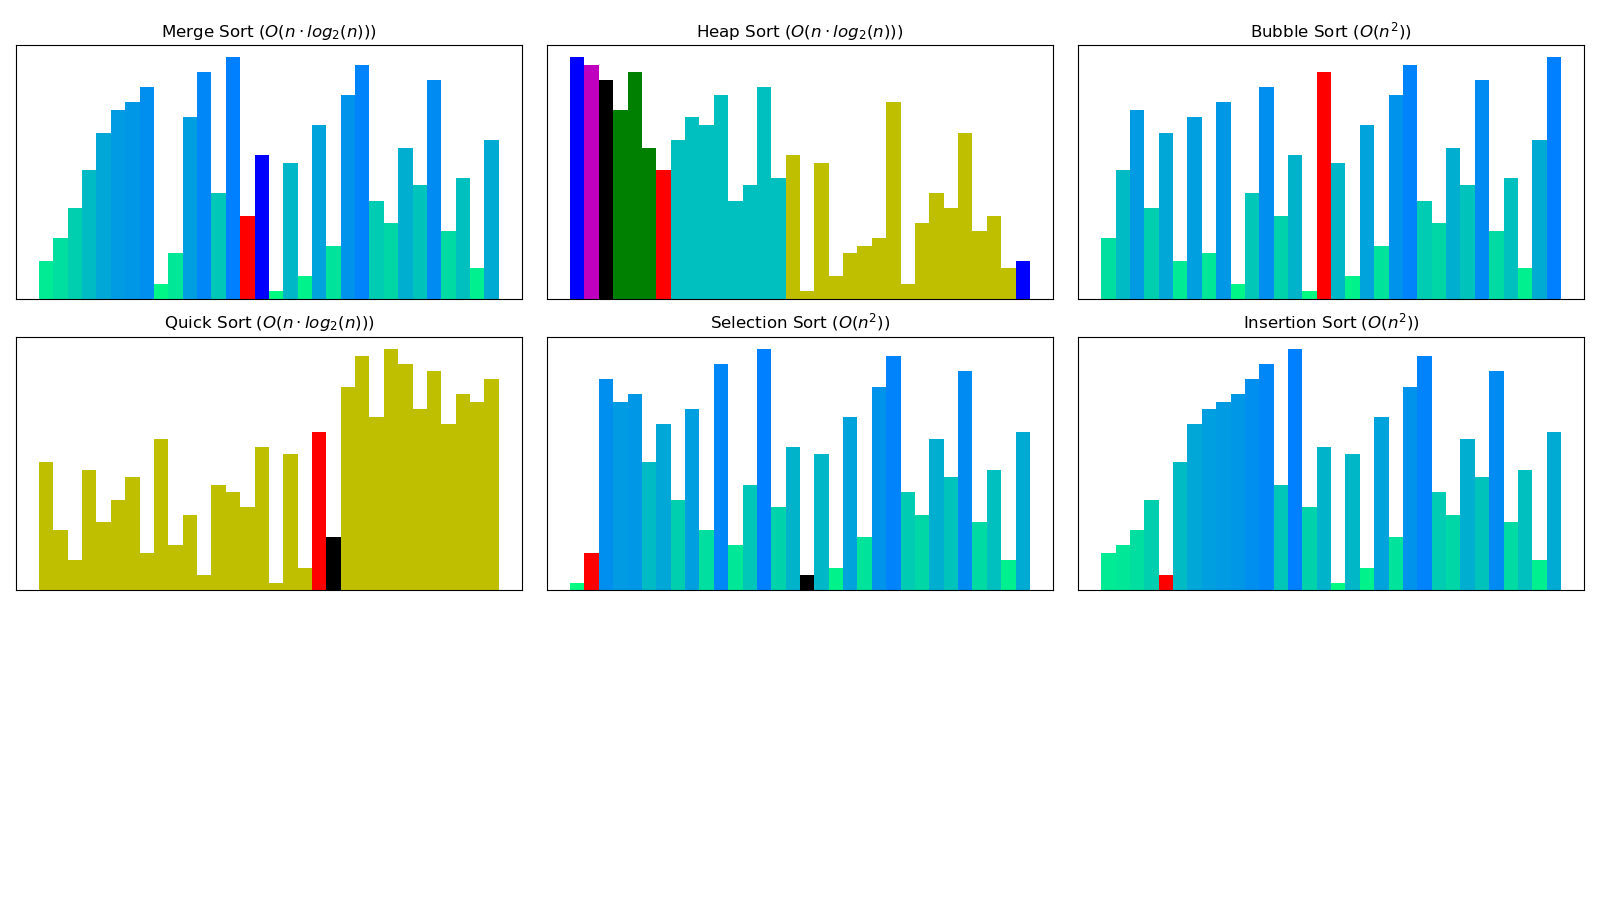 Merge Sort (O(n · log₂(n)))
Heap Sort (O(n · log₂(n)))
Bubble Sort (O(n²))
Quick Sort (O(n · log₂(n)))
Selection Sort (O(n²))
Insertion Sort (O(n²))